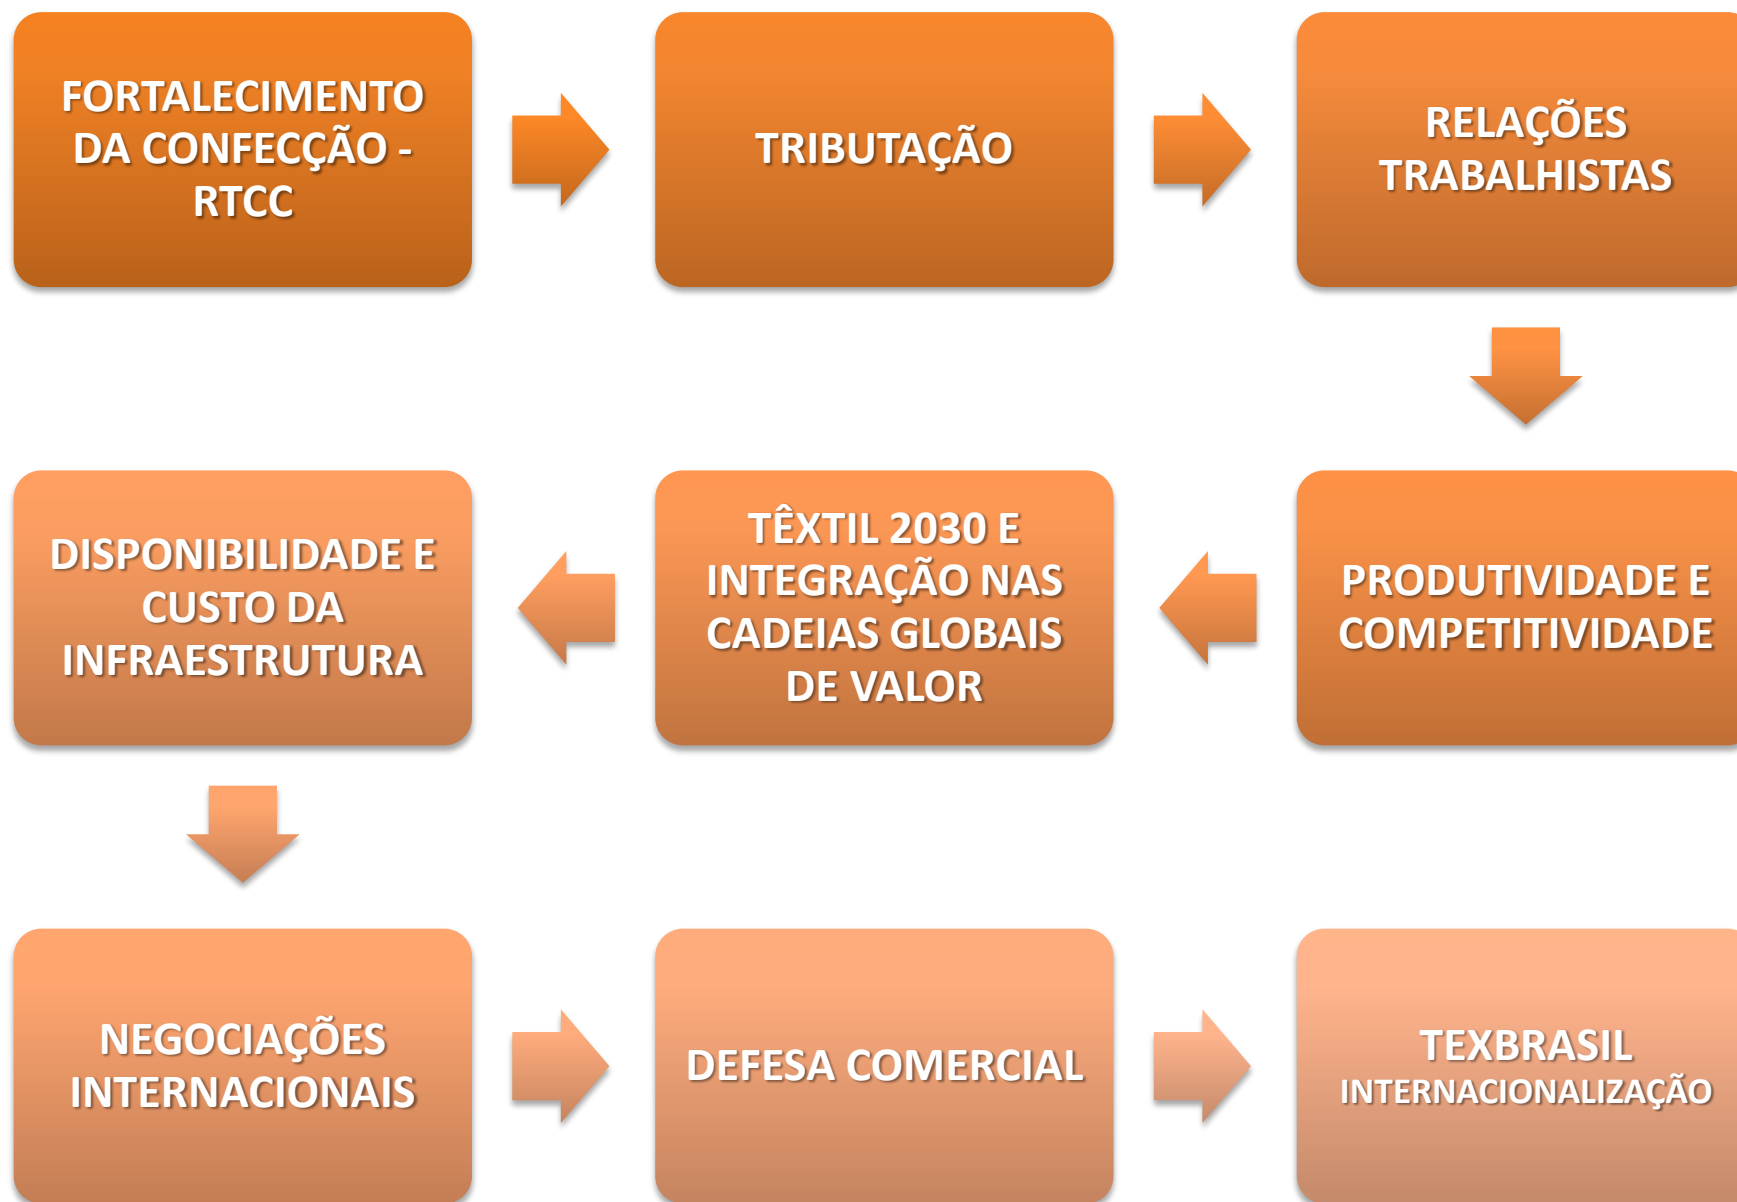 FORTALECIMENTO
DA CONFECÇÃO -
RTCC
TRIBUTAÇÃO
RELAÇÕES
TRABALHISTAS
PRODUTIVIDADE E
COMPETITIVIDADE
TÊXTIL 2030 E
INTEGRAÇÃO NAS
CADEIAS GLOBAIS
DE VALOR
DISPONIBILIDADE E
CUSTO DA
INFRAESTRUTURA
NEGOCIAÇÕES
INTERNACIONAIS
DEFESA COMERCIAL
TEXBRASIL
INTERNACIONALIZAÇÃO